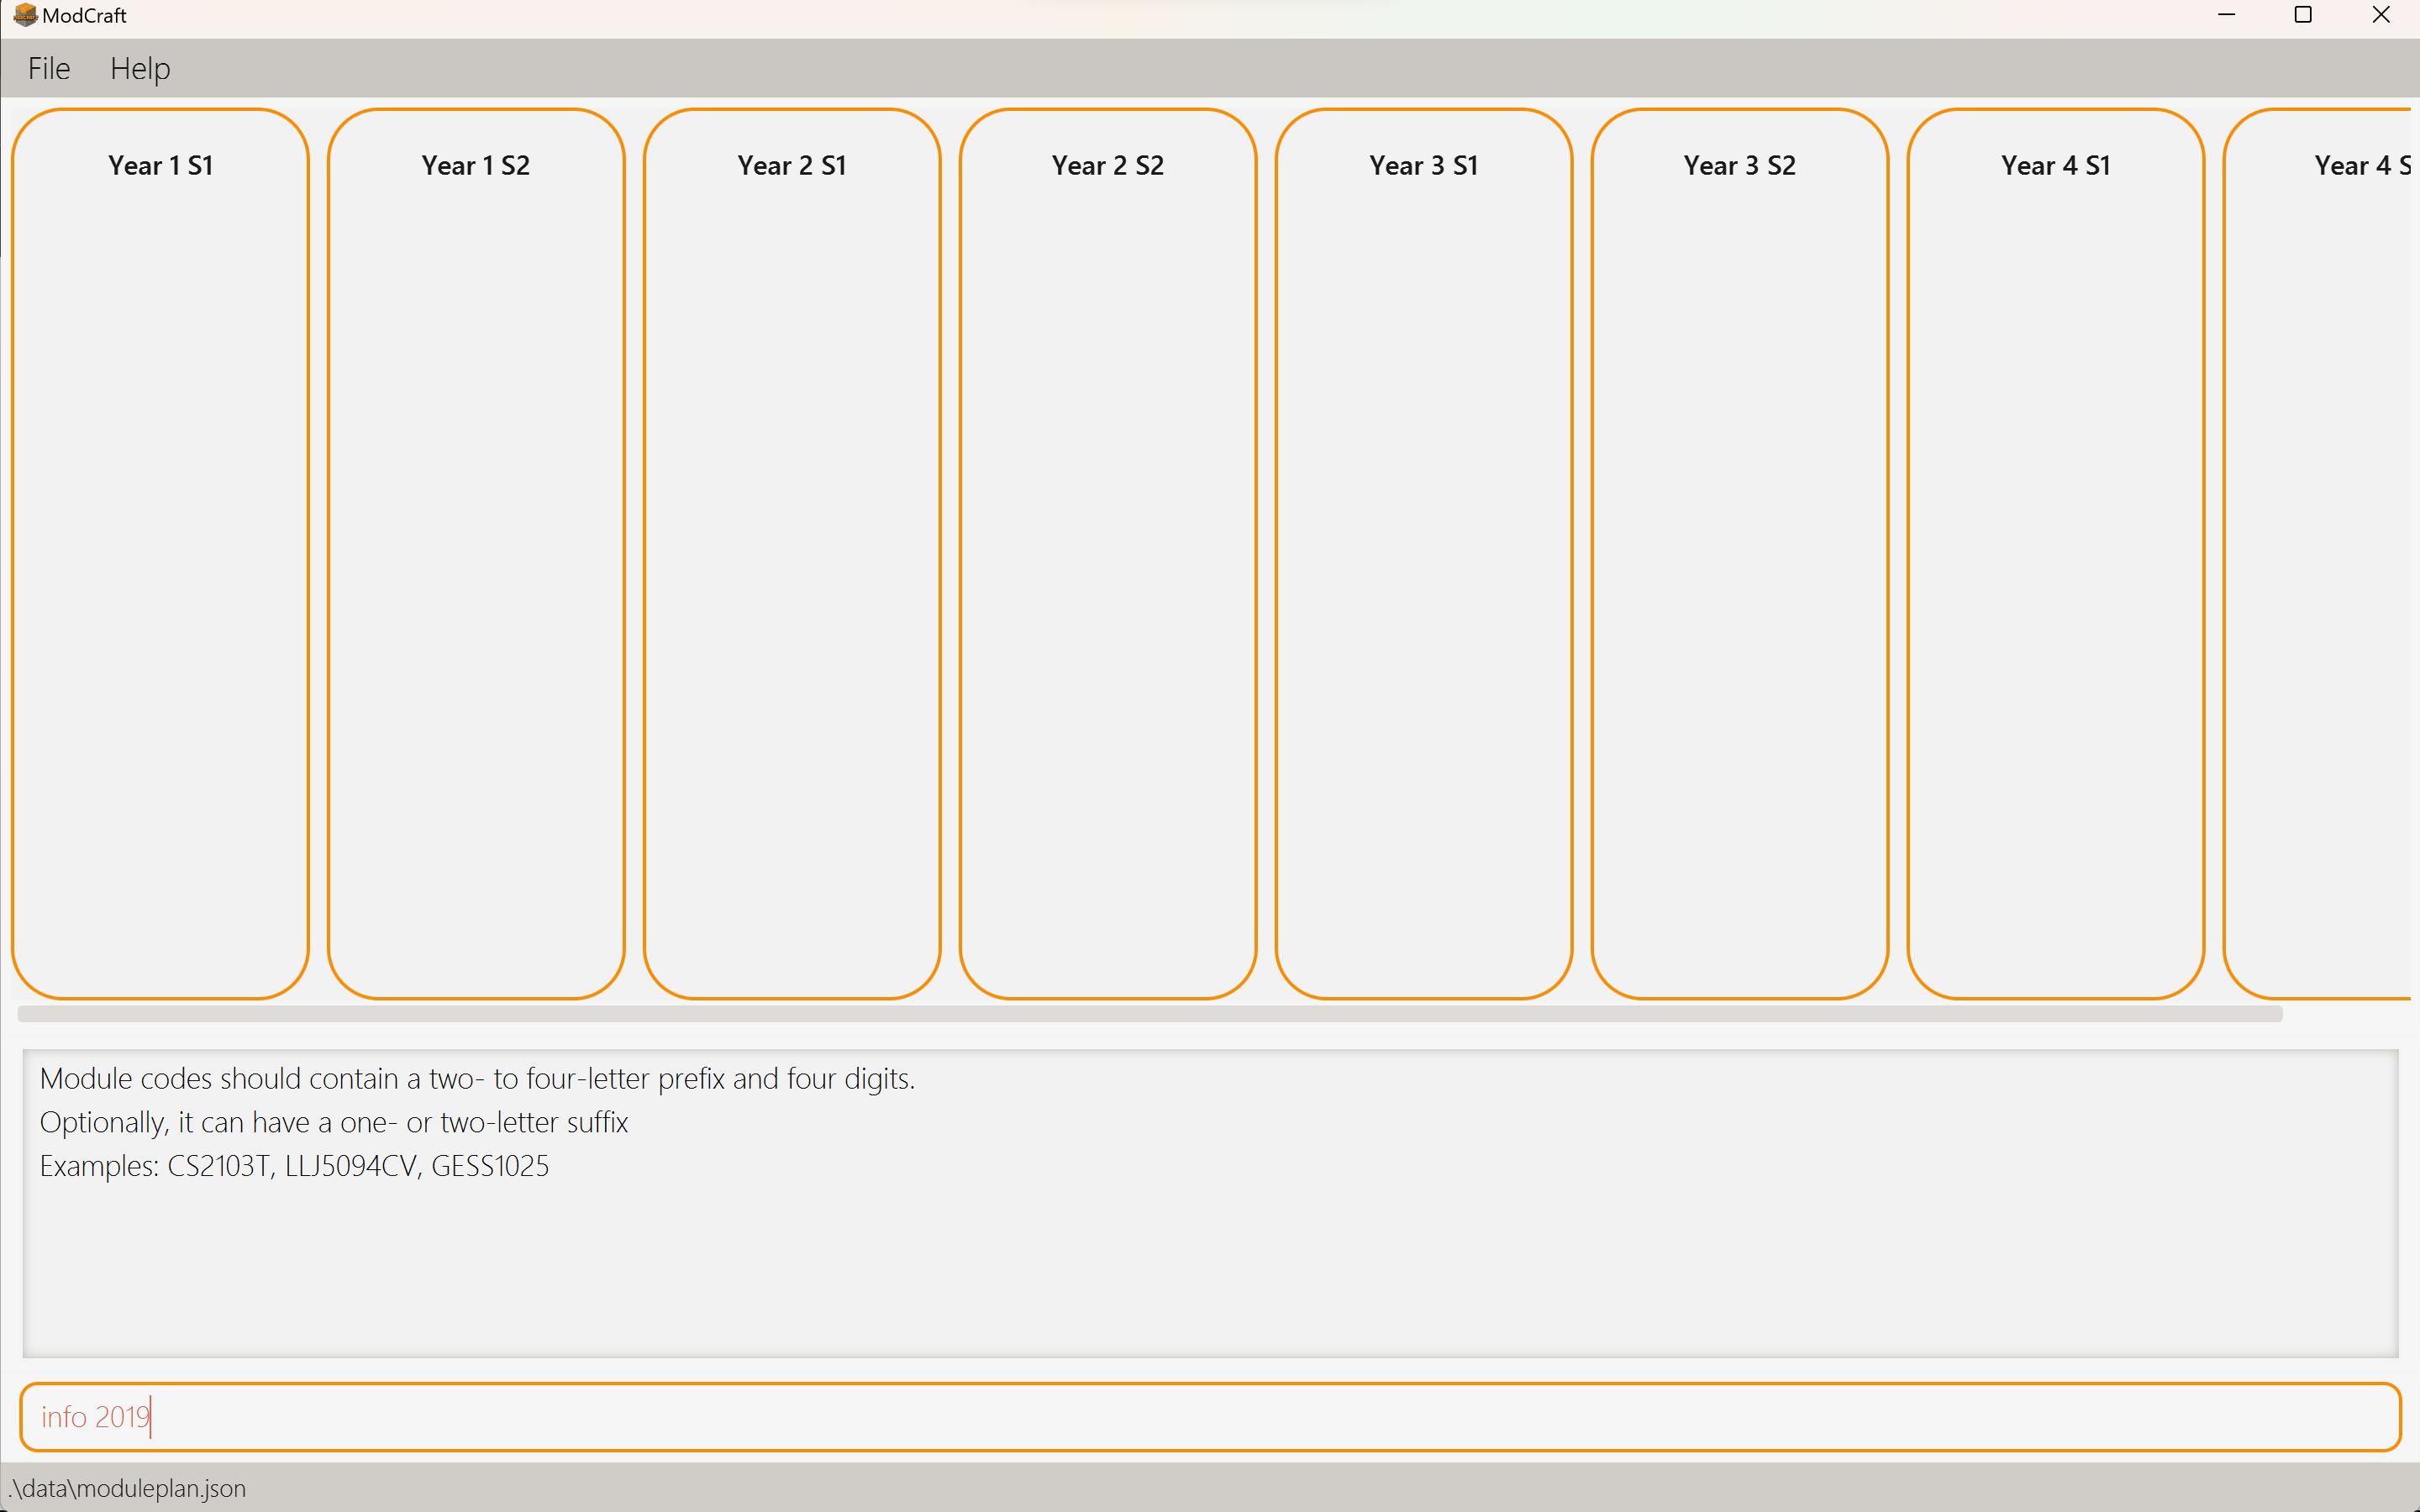 ModCraft
File Help
Year 1 S1 Year 1 S2 Year 2 S1 Year 2 S2 Year 3 S1 Year 3 S2 Year 4 S1 Year 4 S
Module codes should contain a two- to four-letter prefix and four digits.
Optionally, it can have a one- or two-letter suffix
Examples: CS2103T, LLJ5094CV, GESS1025
info 2019
.\data\moduleplan.json